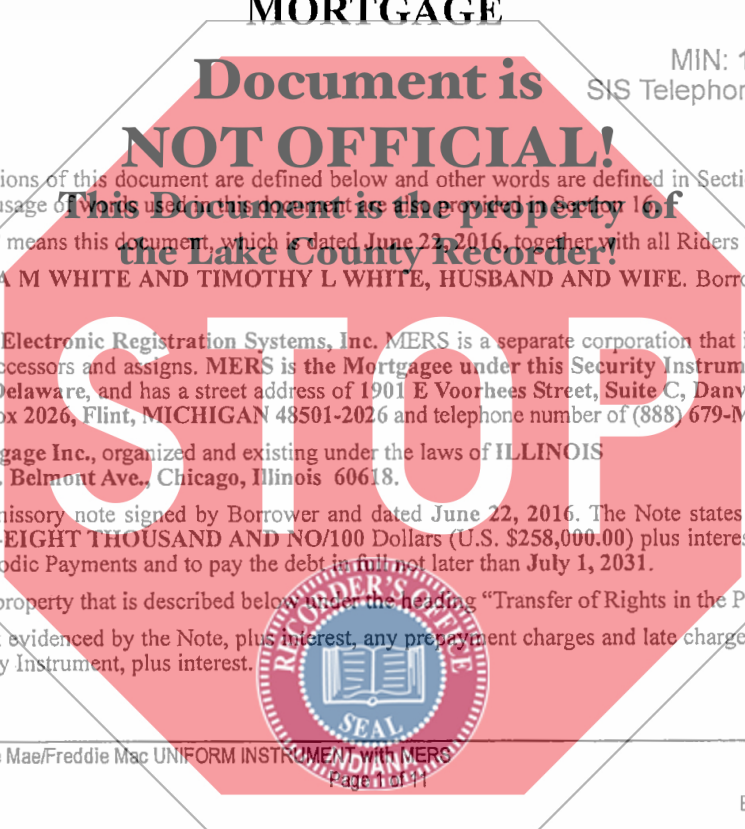 MORTGAGE
Document is
MIN: 1
SIS Telephon
NOT OFFICIAL!
ions of this document are defined below and other words are defined in Secti
usage of words used in this document are also provided in Section 16.
This Document is the property of
means this document, which is dated June 22, 2016, together with all Riders
the Lake County Recorder!
A M WHITE AND TIMOTHY L WHITE, HUSBAND AND WIFE. Borro
Electronic Registration Systems, Inc. MERS is a separate corporation that i
ccessors and assigns. MERS is the Mortgagee under this Security Instrum
Delaware, and has a street address of 1901 E Voorhees Street, Suite C, Danv
ox 2026, Flint, MICHIGAN 48501-2026 and telephone number of (888) 679-M
STOP
gage Inc., organized and existing under the laws of ILLINOIS
. Belmont Ave., Chicago, Illinois 60618.
nissory note signed by Borrower and dated June 22, 2016. The Note states
-EIGHT THOUSAND AND NO/100 Dollars (U.S. $258,000.00) plus interes
odic Payments and to pay the debt in full not later than July 1, 2031.
property that is described below under the heading “Transfer of Rights in the P
evidenced by the Note, plus interest, any prepayment charges and late charge
y Instrument, plus interest.
RECORDER'S OFFICE
SEAL
INDIANA
e Mae/Freddie Mac UNIFORM INSTRUMENT with MERS
Page 1 of 11